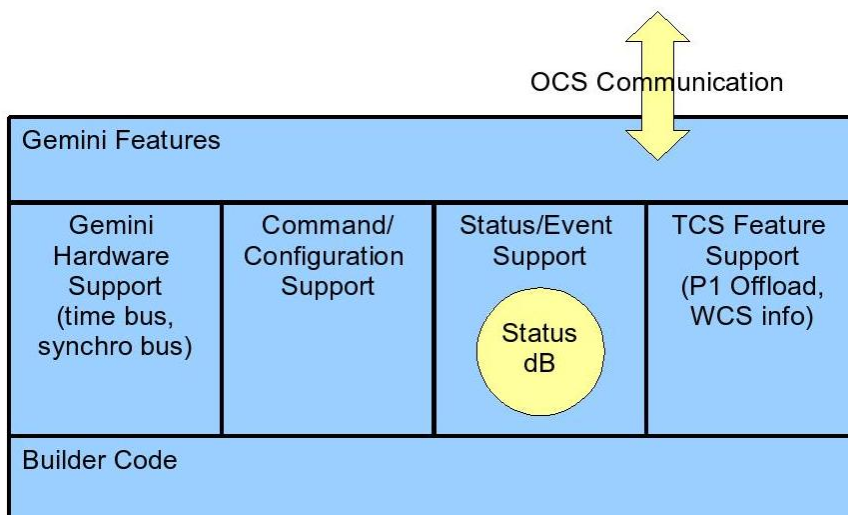 OCS Communication
Gemini Features
Gemini
Hardware
Support
(time bus,
synchro bus)
Command/
Configuration
Support
Status/Event
Support
Status
dB
TCS Feature
Support
(P1 Offload,
WCS info)
Builder Code